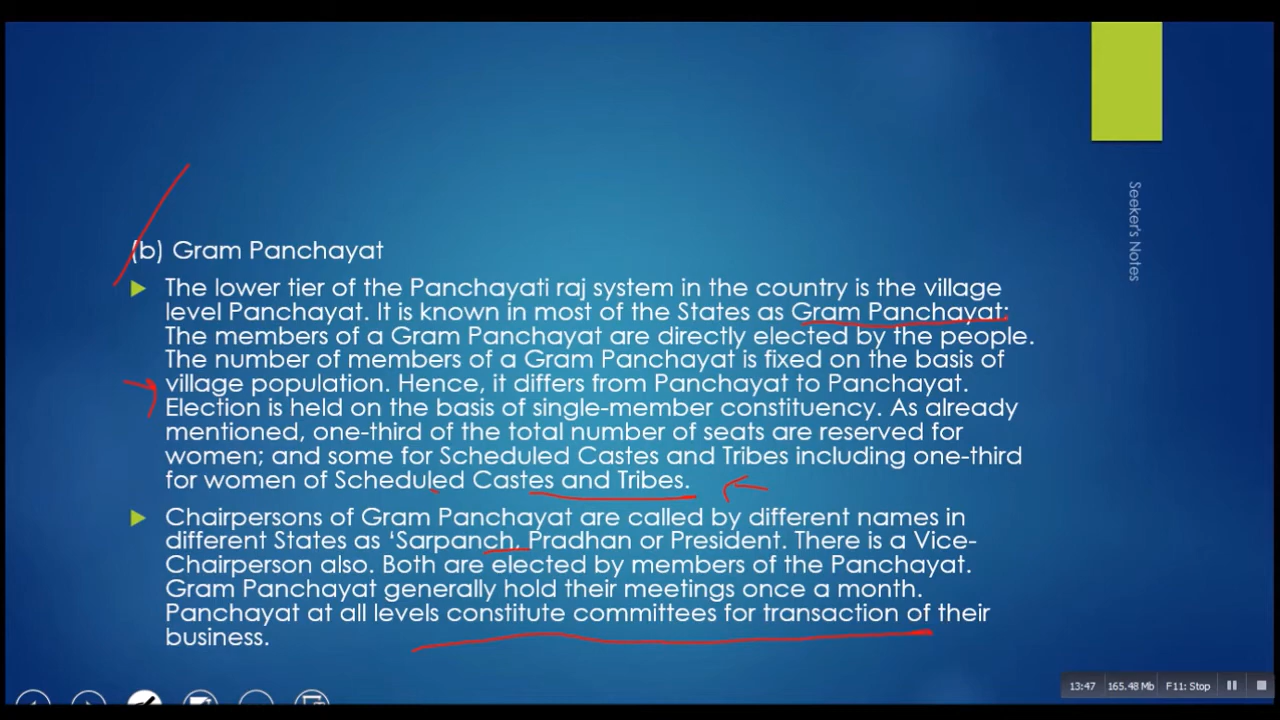 (b) Gram Panchayat
The lower tier of the Panchayati raj system in the country is the village
level Panchayat. It is known in most of the States as Gram Panchayat:
The members of a Gram Panchayat are directly elected by the people.
The number of members of a Gram Panchayat is fixed on the basis of
village population. Hence, it differs from Panchayat to Panchayat.
Election is held on the basis of single-member constituency. As already
mentioned, one-third of the total number of seats are reserved for
women; and some for Scheduled Castes and Tribes including one-third
for women of Scheduled Castes and Tribes.
Chairpersons of Gram Panchayat are called by different names in
different States as ‘Sarpanch, Pradhan or President. There is a Vice-
Chairperson also. Both are elected by members of the Panchayat.
Gram Panchayat generally hold their meetings once a month.
Panchayat at all levels constitute committees for transaction of their
business.
Seeker's Notes
13:47 165.48 Mb F11: Stop